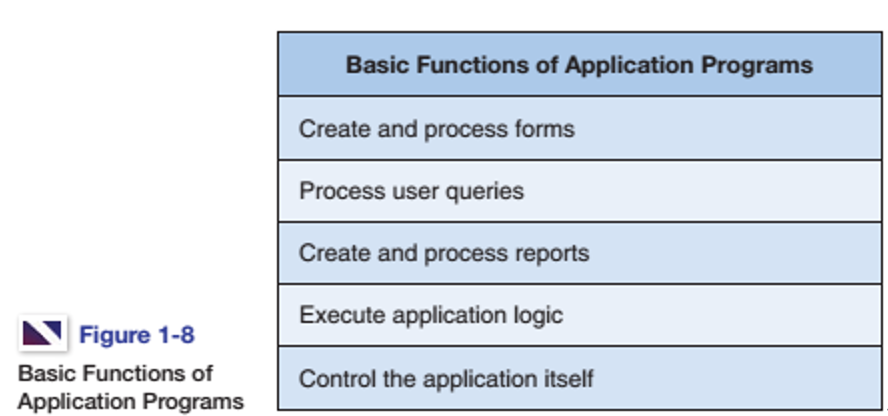 Basic Functions of Application Programs
Create and process forms
Process user queries
Create and process reports
Execute application logic
Control the application itself
Figure 1-8
Basic Functions of
Application Programs